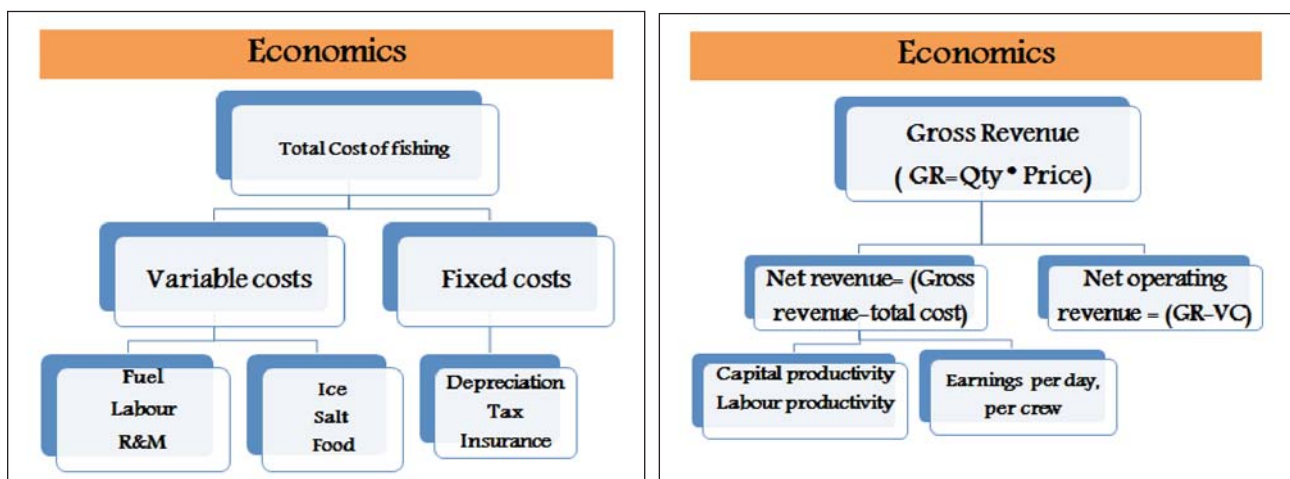 Economics
Total Cost of fishing
Variable costs
Fixed costs
Fuel
Labour
R&M
Ice
Salt
Food
Depreciation
Tax
Insurance
Economics
Gross Revenue
( GR=Qty * Price)
Net revenue= (Gross
revenue-total cost)
Net operating
revenue = (GR-VC)
Capital productivity
Labour productivity
Earnings per day,
per crew